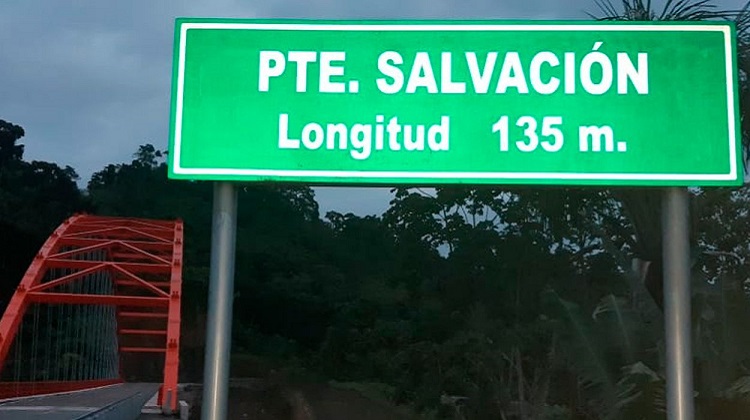 PTE. SALVACIÓN
Longitud 135 m.